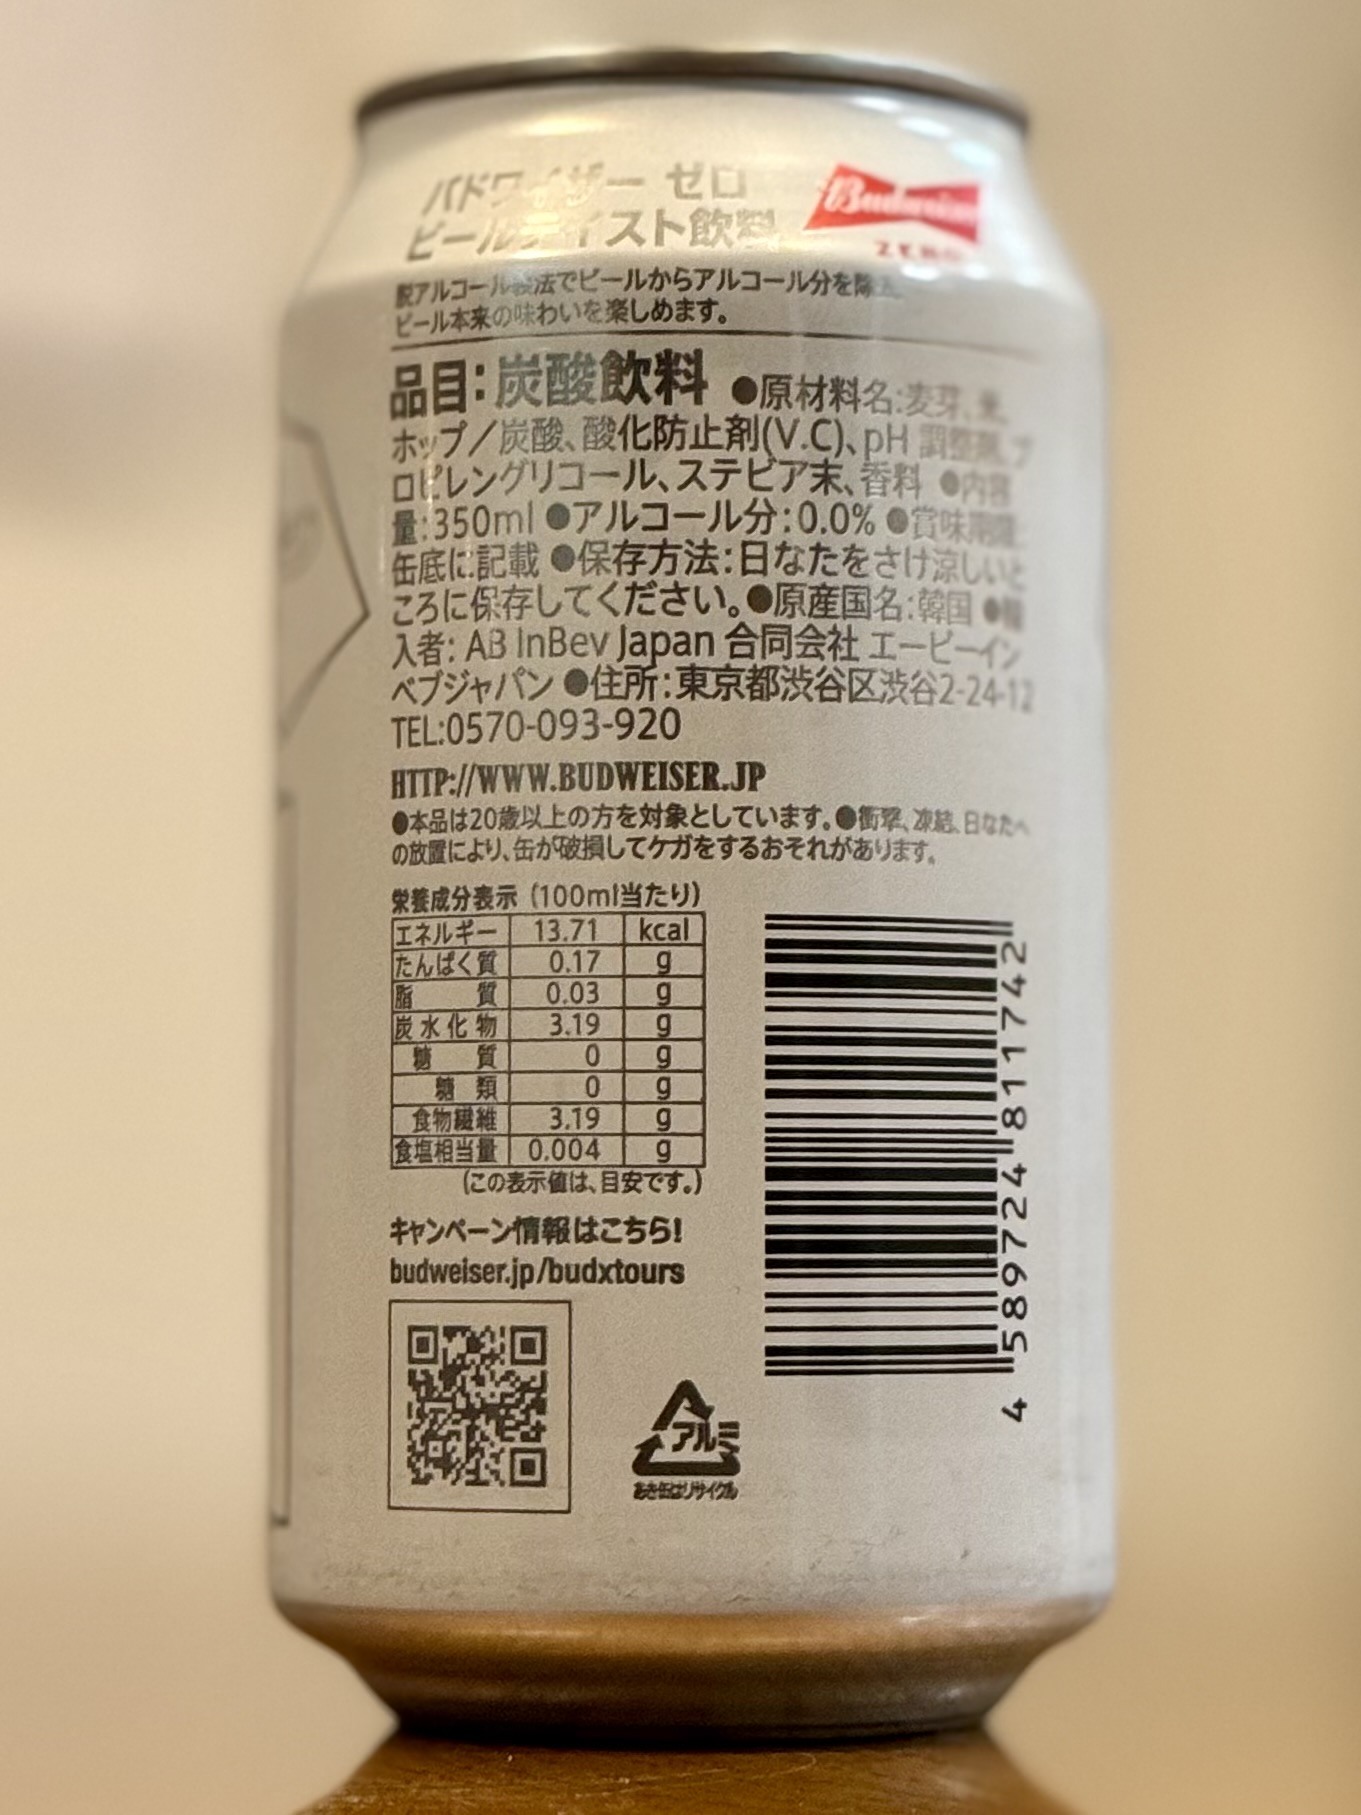 バドワイザー ゼロ
ビールテイスト飲料
Budweiser
ZERO
脱アルコール製法でビールからアルコール分を除去。
ビール本来の味わいを楽しめます。
品目:炭酸飲料 ●原材料名:麦芽、米、
ホップ/炭酸、酸化防止剤(V.C)、pH 調整剤、プ
ロピレングリコール、ステビア末、香料 ●内容
量:350ml ●アルコール分:0.0% ●賞味期限:
缶底に記載 ●保存方法:日なたをさけ涼しいと
ころに保存してください。●原産国名:韓国 ●輸
入者: AB InBev Japan 合同会社 エービーイン
ベブジャパン ●住所:東京都渋谷区渋谷2-24-12
TEL:0570-093-920
HTTP://WWW.BUDWEISER.JP
●本品は20歳以上の方を対象としています。●衝撃、凍結、日なたへ
の放置により、缶が破損してケガをするおそれがあります。
栄養成分表示 (100ml当たり)
エネルギー 13.71 kcal
たんぱく質 0.17 g
脂質 0.03 g
炭水化物 3.19 g
糖質 0 g
糖類 0 g
食物繊維 3.19 g
食塩相当量 0.004 g
(この表示値は、目安です。)
キャンペーン情報はこちら!
budweiser.jp/budxtours
アルミ
あき缶はリサイクル
4 589724 811742